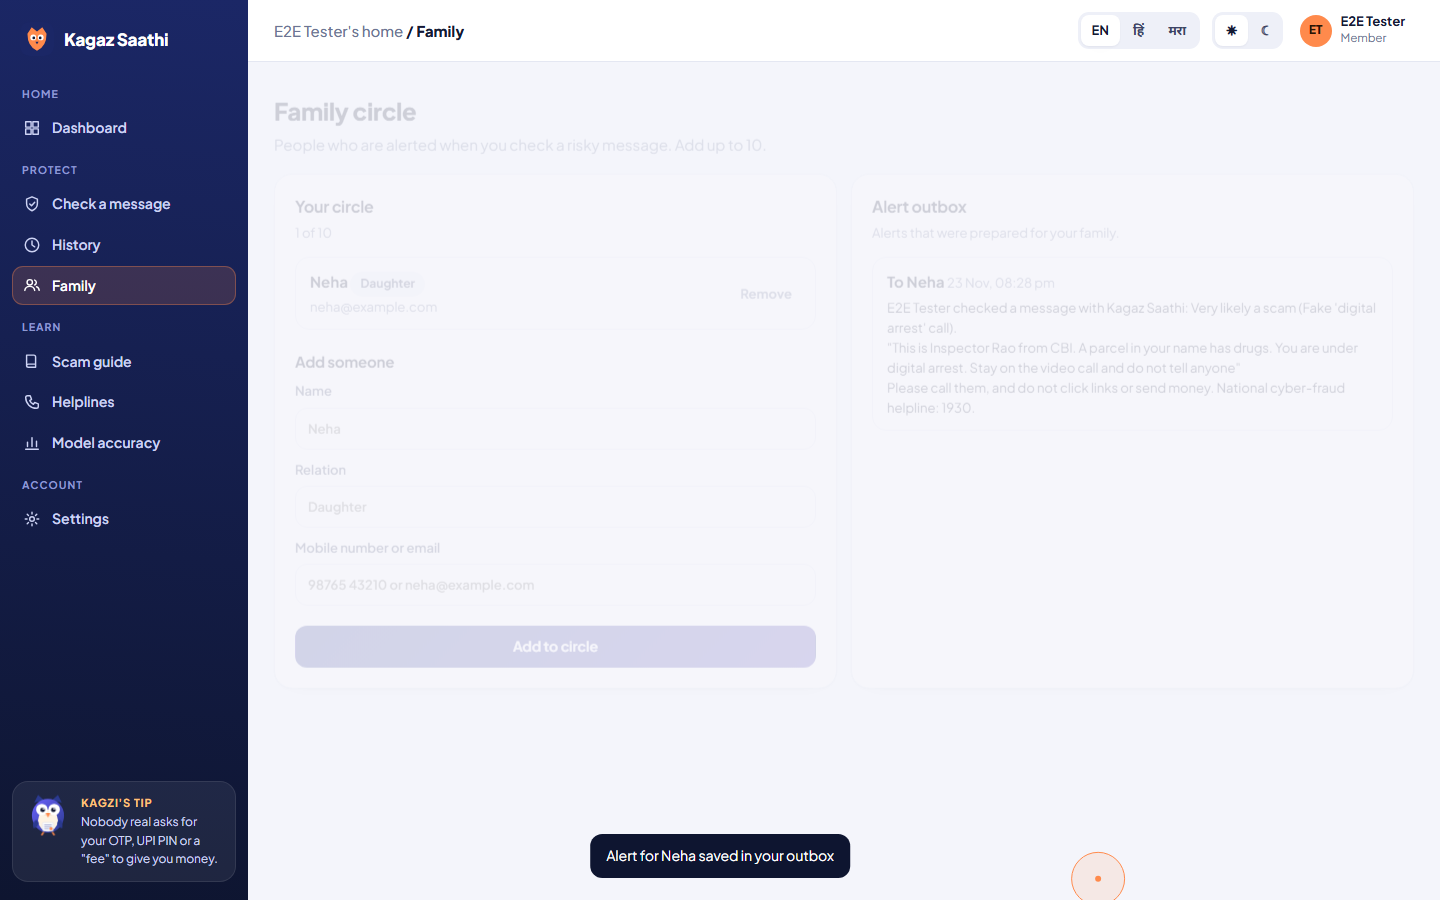 Kagaz Saathi
HOME
Dashboard
PROTECT
Check a message
History
Family
LEARN
Scam guide
Helplines
Model accuracy
ACCOUNT
Settings
KAGZI'S TIP
Nobody real asks for
your OTP, UPI PIN or a
"fee" to give you money.
E2E Tester's home / Family
EN हिं मरा
ET
E2E Tester
Member
Family circle
People who are alerted when you check a risky message. Add up to 10.
Your circle
1 of 10
Neha Daughter
neha@example.com
Remove
Add someone
Name
Neha
Relation
Daughter
Mobile number or email
98765 43210 or neha@example.com
Add to circle
Alert outbox
Alerts that were prepared for your family.
To Neha 23 Nov, 08:28 pm
E2E Tester checked a message with Kagaz Saathi: Very likely a scam (Fake 'digital
arrest' call).
"This is Inspector Rao from CBI. A parcel in your name has drugs. You are under
digital arrest. Stay on the video call and do not tell anyone"
Please call them, and do not click links or send money. National cyber-fraud
helpline: 1930.
Alert for Neha saved in your outbox